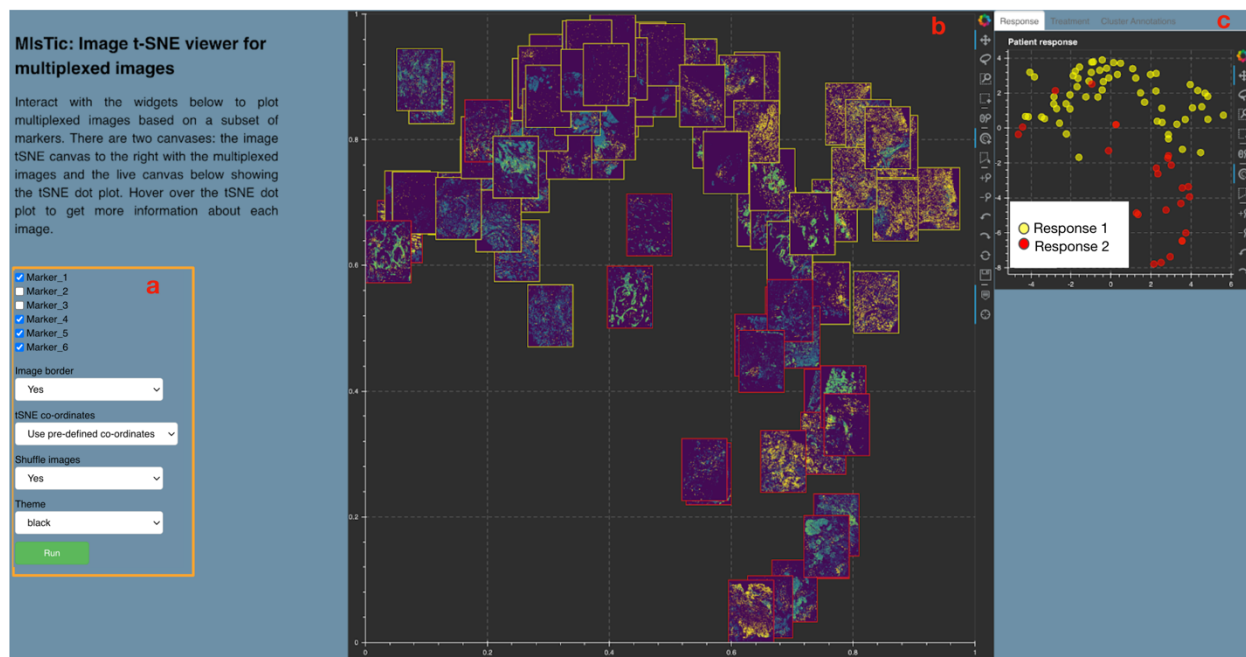 MIsTic: Image t-SNE viewer for
multiplexed images
Interact with the widgets below to plot
multiplexed images based on a subset of
markers. There are two canvases: the image
tSNE canvas to the right with the multiplexed
images and the live canvas below showing
the tSNE dot plot. Hover over the tSNE dot
plot to get more information about each
image.
a
Marker_1
Marker_2
Marker_3
Marker_4
Marker_5
Marker_6
Image border
Yes
tSNE co-ordinates
Use pre-defined co-ordinates
Shuffle images
Yes
Theme
black
Run
b
1
0.8
0.6
0.4
0.2
0
0 0.2 0.4 0.6 0.8 1
c
Response Treatment Cluster Annotations
Patient response
4
2
0
-2
-4
-6
-8
Response 1
Response 2
-4 -2 0 2 4 6